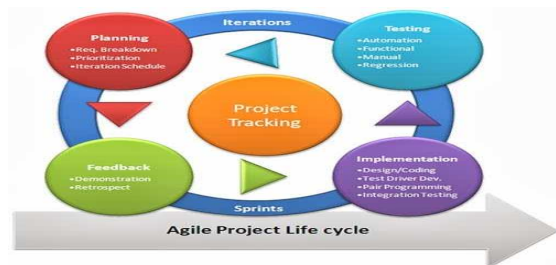 Iterations
Planning
•Req. Breakdown
•Prioritization
•Iteration Schedule
Testing
•Automation
•Functional
•Manual
•Regression
Project
Tracking
Feedback
•Demonstration
•Retrospect
Implementation
•Design/Coding
•Test Driver Dev.
•Pair Programming
•Integration Testing
Sprints
Agile Project Life cycle